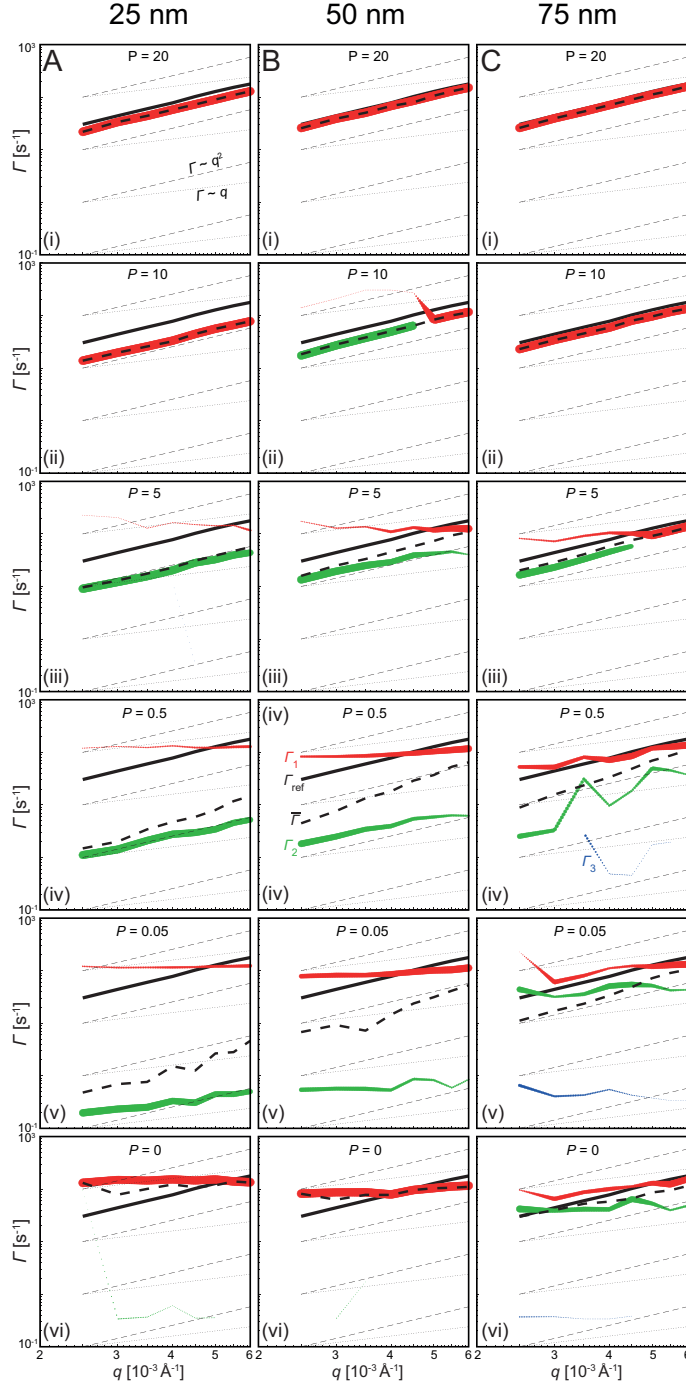 25 nm 50 nm 75 nm
A P = 20 B P = 20 C P = 20
10³
Γ [s⁻¹]
Γ ~ q²
Γ ~ q
10⁻¹
(i) (i) (i)
10³
P = 10 P = 10 P = 10
Γ [s⁻¹]
10⁻¹
(ii) (ii) (ii)
10³
P = 5 P = 5 P = 5
Γ [s⁻¹]
10⁻¹
(iii) (iii) (iii)
10³
P = 0.5 (iv) P = 0.5 P = 0.5
Γ [s⁻¹]
Γ₁
Γref
Γ̅
Γ₂
Γ₃
10⁻¹
(iv) (iv) (iv)
10³
P = 0.05 P = 0.05 P = 0.05
Γ [s⁻¹]
10⁻¹
(v) (v) (v)
10³
P = 0 P = 0 P = 0
Γ [s⁻¹]
10⁻¹
(vi) (vi) (vi)
2 3 4 5 6 2 3 4 5 6 2 3 4 5 6
q [10⁻³ Å⁻¹] q [10⁻³ Å⁻¹] q [10⁻³ Å⁻¹]